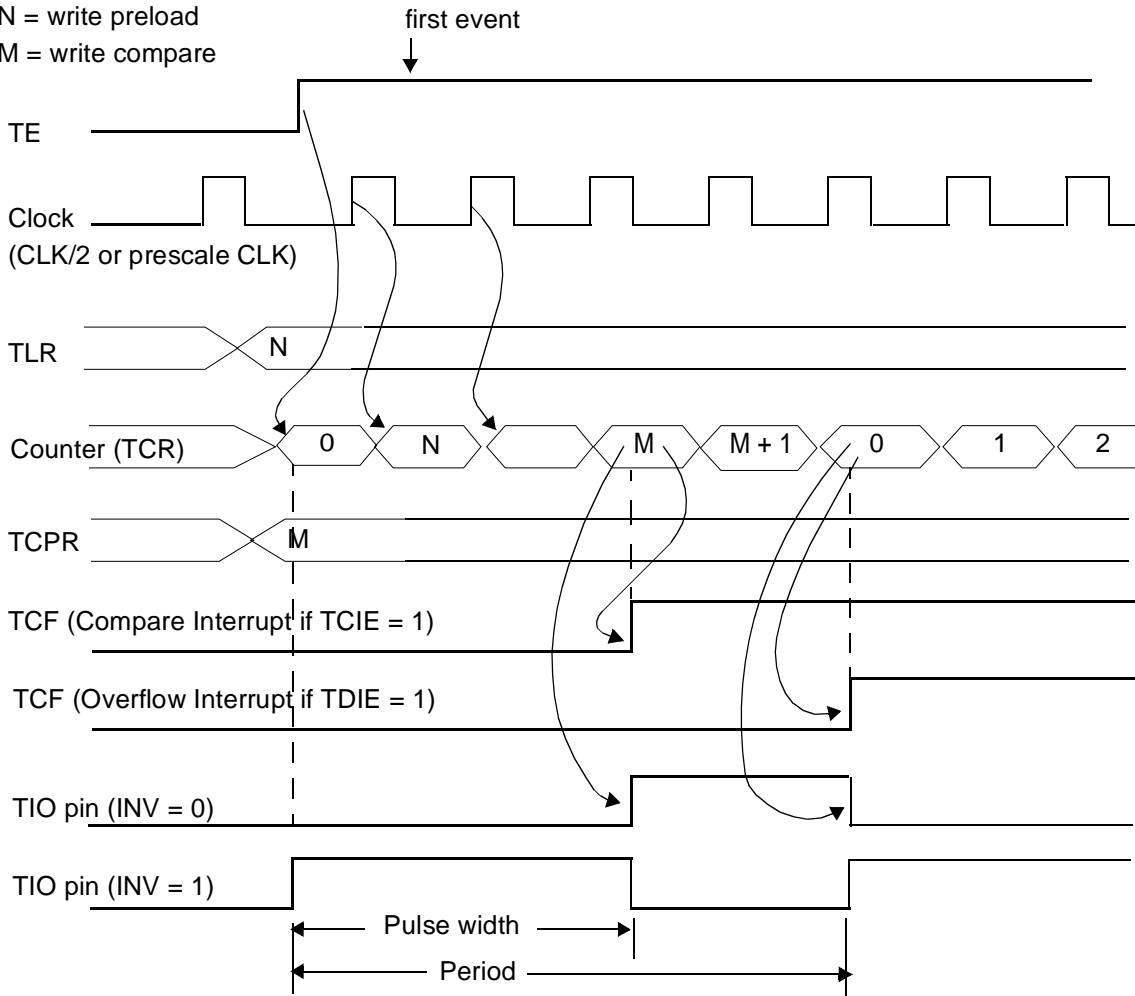 N = write preload
M = write compare
first event
TE
Clock
(CLK/2 or prescale CLK)
TLR
N
Counter (TCR)
0
N
M
M + 1
0
1
2
TCPR
M
TCF (Compare Interrupt if TCIE = 1)
TCF (Overflow Interrupt if TDIE = 1)
TIO pin (INV = 0)
TIO pin (INV = 1)
Pulse width
Period